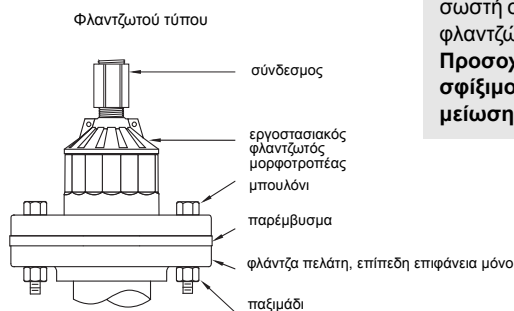 Φλαντζωτού τύπου
σύνδεσμος
εργοστασιακός
φλαντζωτός
μορφοτροπέας
μπουλόνι
παρέμβυσμα
φλάντζα πελάτη, επίπεδη επιφάνεια μόνο
παξιμάδι
σωστή
φλαντζώ
Προσοχ
σφίξιμο
μείωση